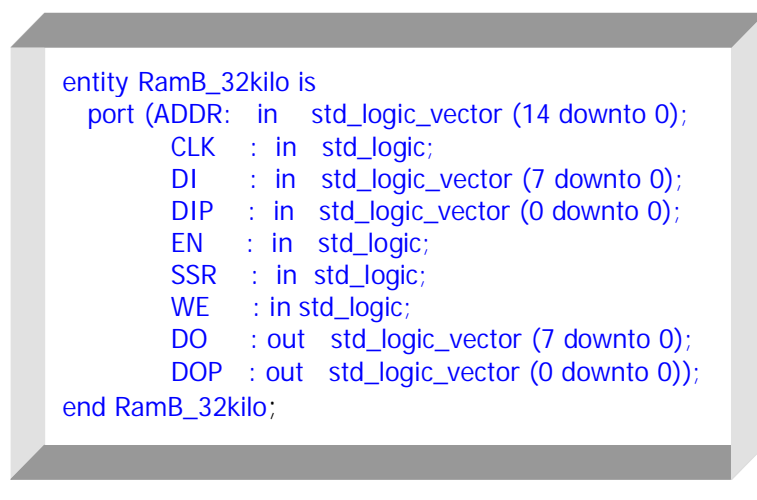 entity RamB_32kilo is
port (ADDR: in std_logic_vector (14 downto 0);
CLK : in std_logic;
DI : in std_logic_vector (7 downto 0);
DIP : in std_logic_vector (0 downto 0);
EN : in std_logic;
SSR : in std_logic;
WE : in std_logic;
DO : out std_logic_vector (7 downto 0);
DOP : out std_logic_vector (0 downto 0));
end RamB_32kilo;